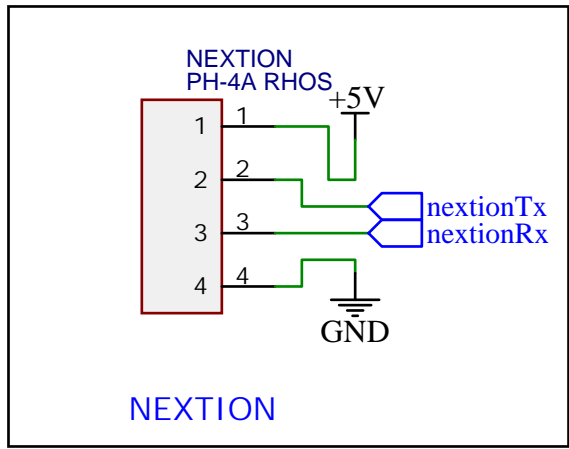 NEXTION
PH-4A RHOS
+5V
1 1
2 2
nextionTx
3 3
nextionRx
4 4
GND
NEXTION